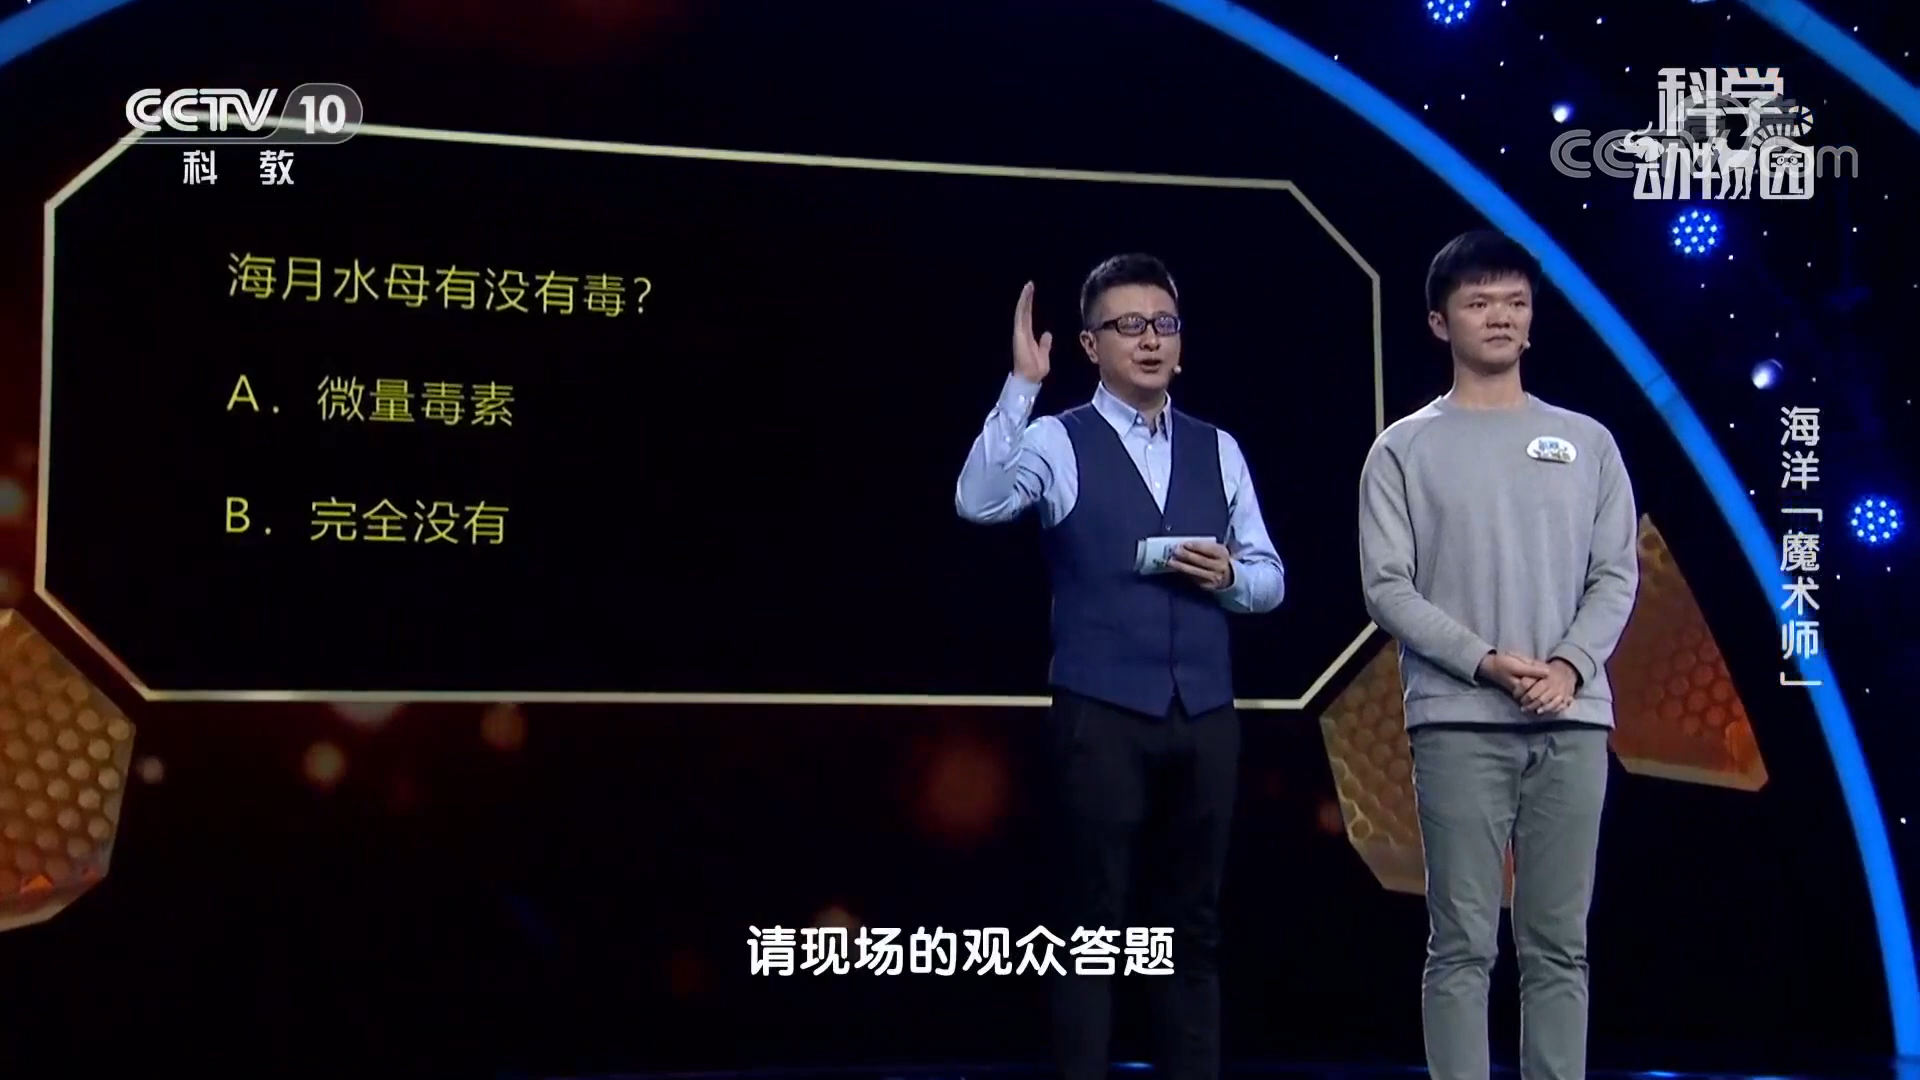 CCTV 10
科 教
科学
动物园
海月水母有没有毒?
A. 微量毒素
B. 完全没有
海洋「魔术师」
请现场的观众答题